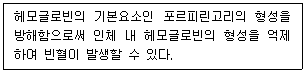 헤모글로빈의 기본요소인 포르피린고리의 형성을
방해함으로써 인체 내 헤모글로빈의 형성을 억제
하여 빈혈이 발생할 수 있다.